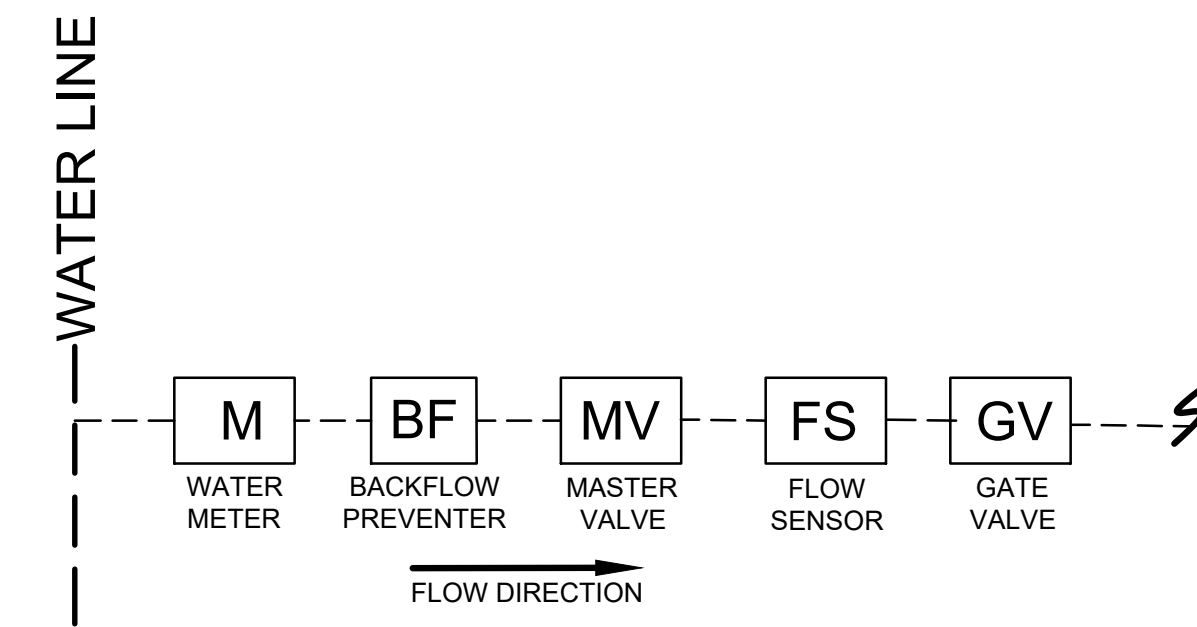 WATER LINE
M
BF
MV
FS
GV
WATER
METER
BACKFLOW
PREVENTER
MASTER
VALVE
FLOW
SENSOR
GATE
VALVE
FLOW DIRECTION